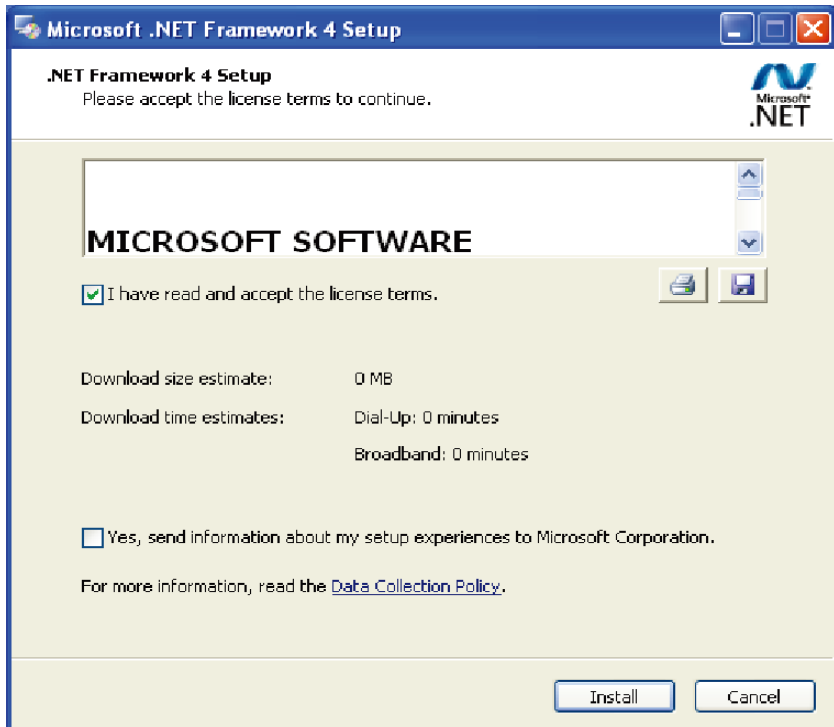 Microsoft .NET Framework 4 Setup
.NET Framework 4 Setup
Please accept the license terms to continue.
Microsoft®
.NET
MICROSOFT SOFTWARE
I have read and accept the license terms.
Download size estimate: 0 MB
Download time estimates: Dial-Up: 0 minutes
Broadband: 0 minutes
Yes, send information about my setup experiences to Microsoft Corporation.
For more information, read the Data Collection Policy.
Install Cancel